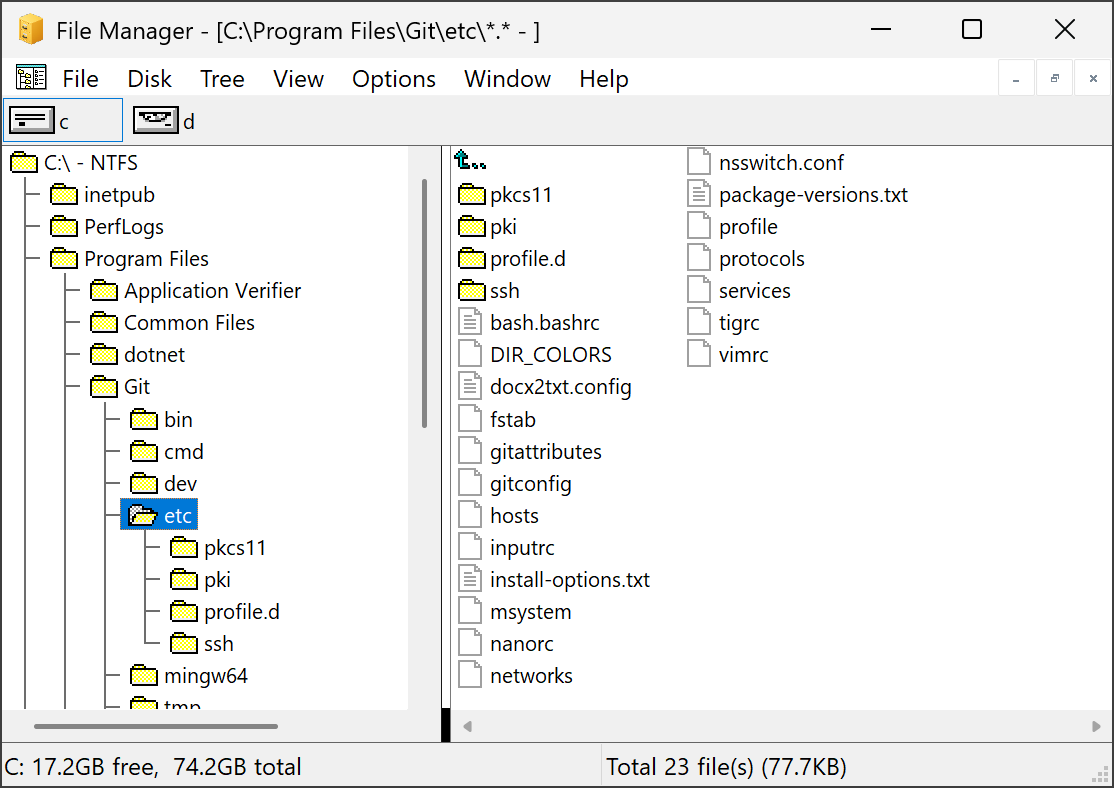 File Manager - [C:\Program Files\Git\etc\*.* - ]
File Disk Tree View Options Window Help
c d
C:\ - NTFS
inetpub
PerfLogs
Program Files
Application Verifier
Common Files
dotnet
Git
bin
cmd
dev
etc
pkcs11
pki
profile.d
ssh
mingw64
tmp
..
pkcs11
pki
profile.d
ssh
bash.bashrc
DIR_COLORS
docx2txt.config
fstab
gitattributes
gitconfig
hosts
inputrc
install-options.txt
msystem
nanorc
networks
nsswitch.conf
package-versions.txt
profile
protocols
services
tigrc
vimrc
C: 17.2GB free,  74.2GB total
Total 23 file(s) (77.7KB)